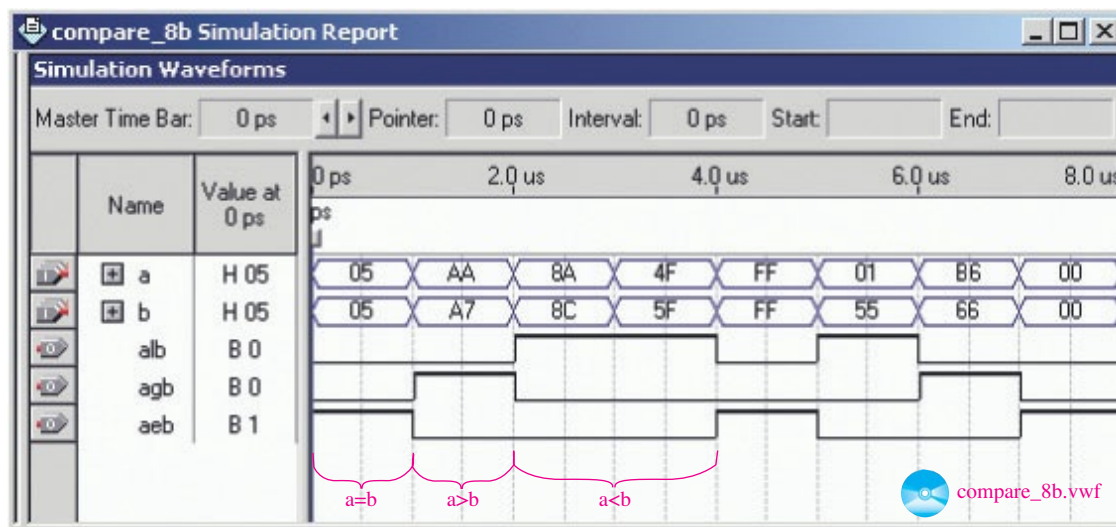 compare_8b Simulation Report
Simulation Waveforms
Master Time Bar: 0 ps Pointer: 0 ps Interval: 0 ps Start: End:
Name Value at 0 ps 0 ps 2.0 us 4.0 us 6.0 us 8.0 us
ps
a H 05 05 AA 8A 4F FF 01 B6 00
b H 05 05 A7 8C 5F FF 55 66 00
alb B 0
agb B 0
aeb B 1
a=b a>b a<b compare_8b.vwf